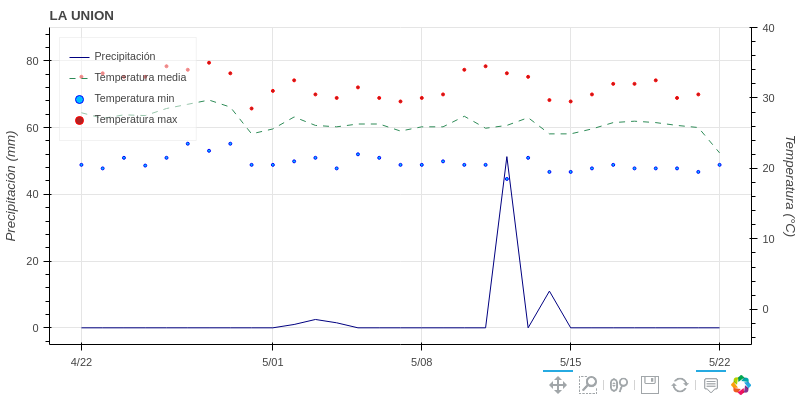 LA UNION
Precipitación
Temperatura media
Temperatura min
Temperatura max
Precipitación (mm)
80
60
40
20
0
Temperatura (°C)
40
30
20
10
0
4/22 5/01 5/08 5/15 5/22